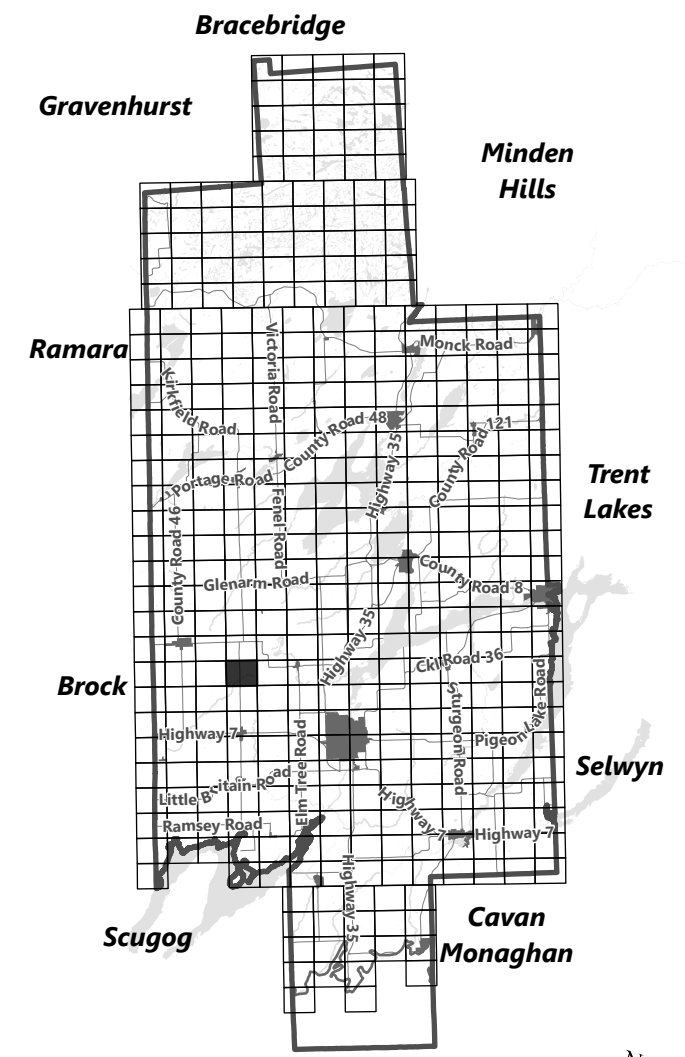 Bracebridge
Gravenhurst
Minden
Hills
Ramara
Victoria Road
Monck Road
Kirkfield Road
County Road 48
County Road 121
Highway 35
Portage Road
Trent
Lakes
Fenel Road
County Road 46
Glenarm Road
County Road 8
Highway 35
Ckl Road 36
Brock
Sturgeon Road
Pigeon Lake Road
Highway 7
Elm Tree Road
Selwyn
Little Britain Road
Highway 7
Ramsey Road
Highway 7
Highway 35
Scugog
Cavan
Monaghan